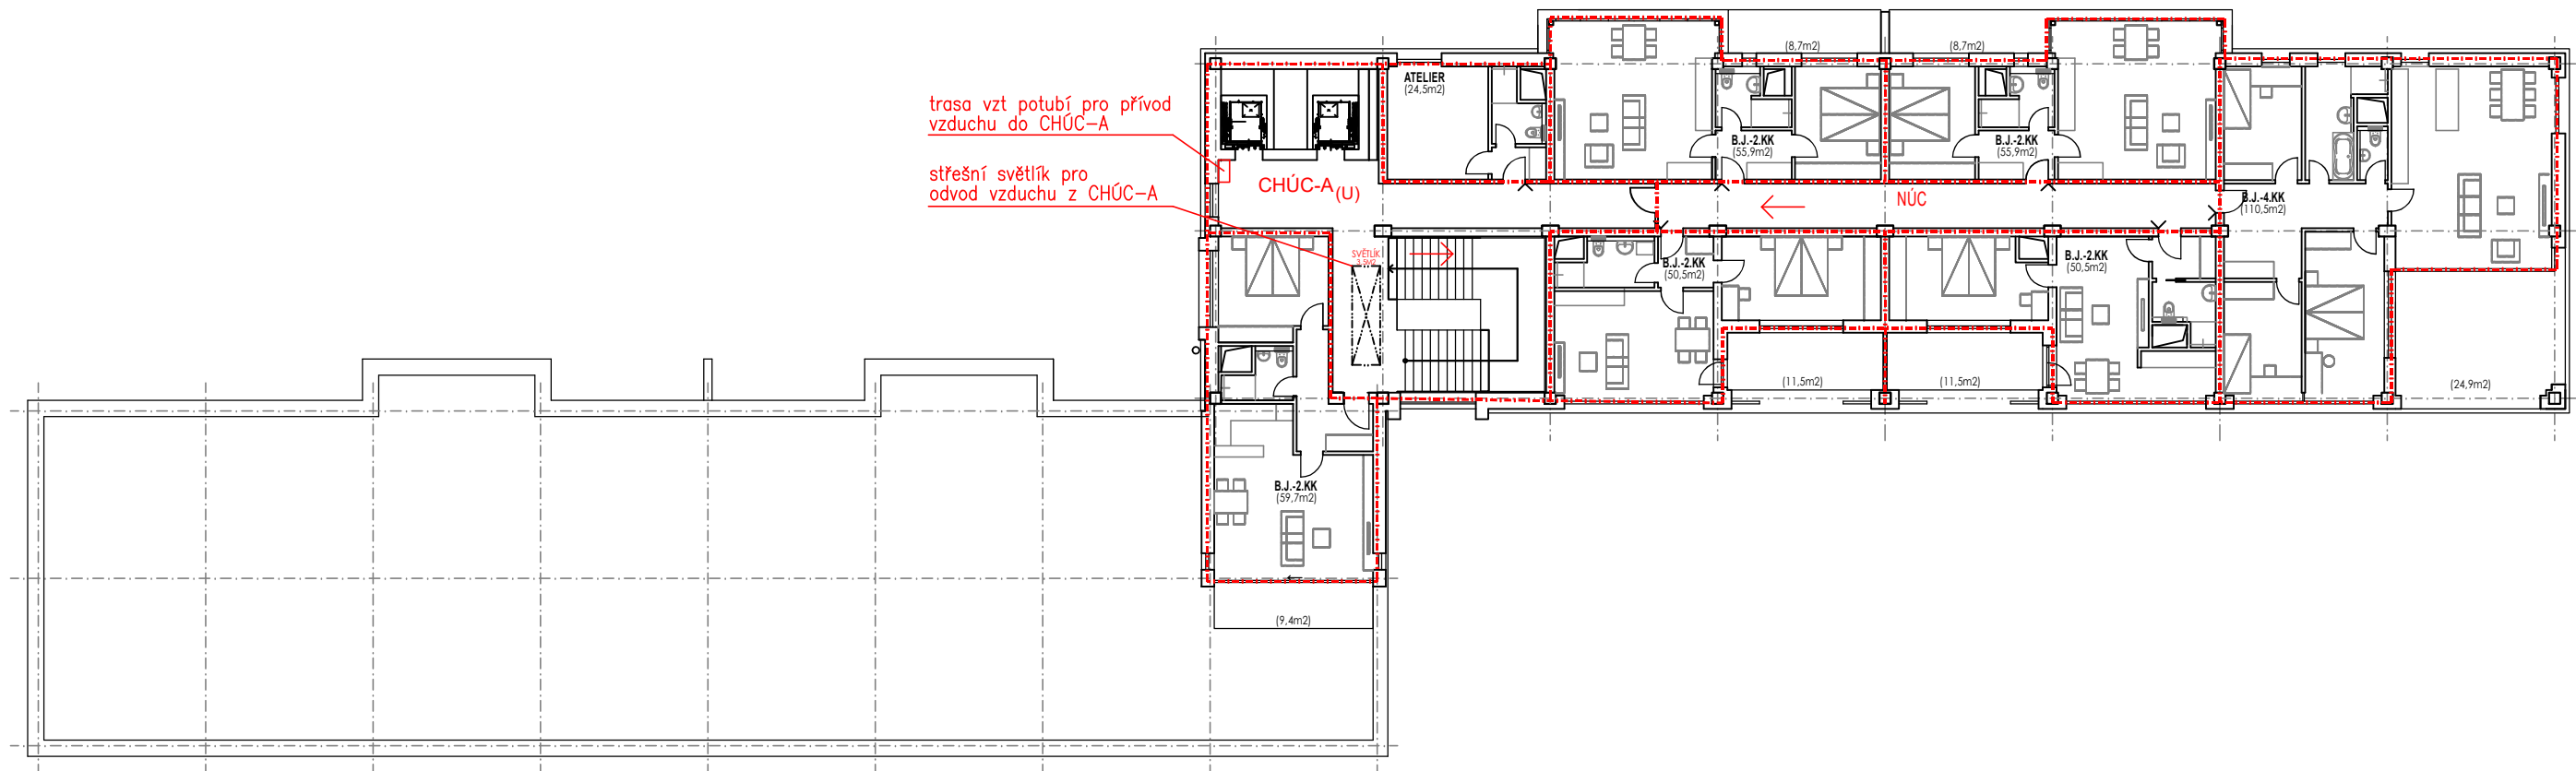 (8,7m2)
(8,7m2)
ATELIER
(24,5m2)
trasa vzt potubí pro přívod
vzduchu do CHÚC-A
B.J.-2.KK
(55,9m2)
B.J.-2.KK
(55,9m2)
střešní světlík pro
odvod vzduchu z CHÚC-A
CHÚC-A(U)
NÚC
B.J.-4.KK
(110,5m2)
SVĚTLÍK
3,5M2
B.J.-2.KK
(50,5m2)
B.J.-2.KK
(50,5m2)
(11,5m2)
(11,5m2)
(24,9m2)
B.J.-2.KK
(59,7m2)
(9,4m2)